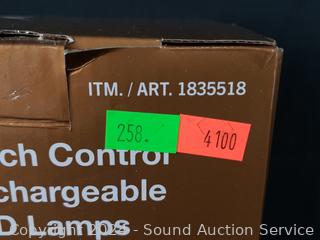 ITM. / ART. 1835518
258.
4100
ch Control
chargeable
D Lamps
Copyright 2024 - Sound Auction Service